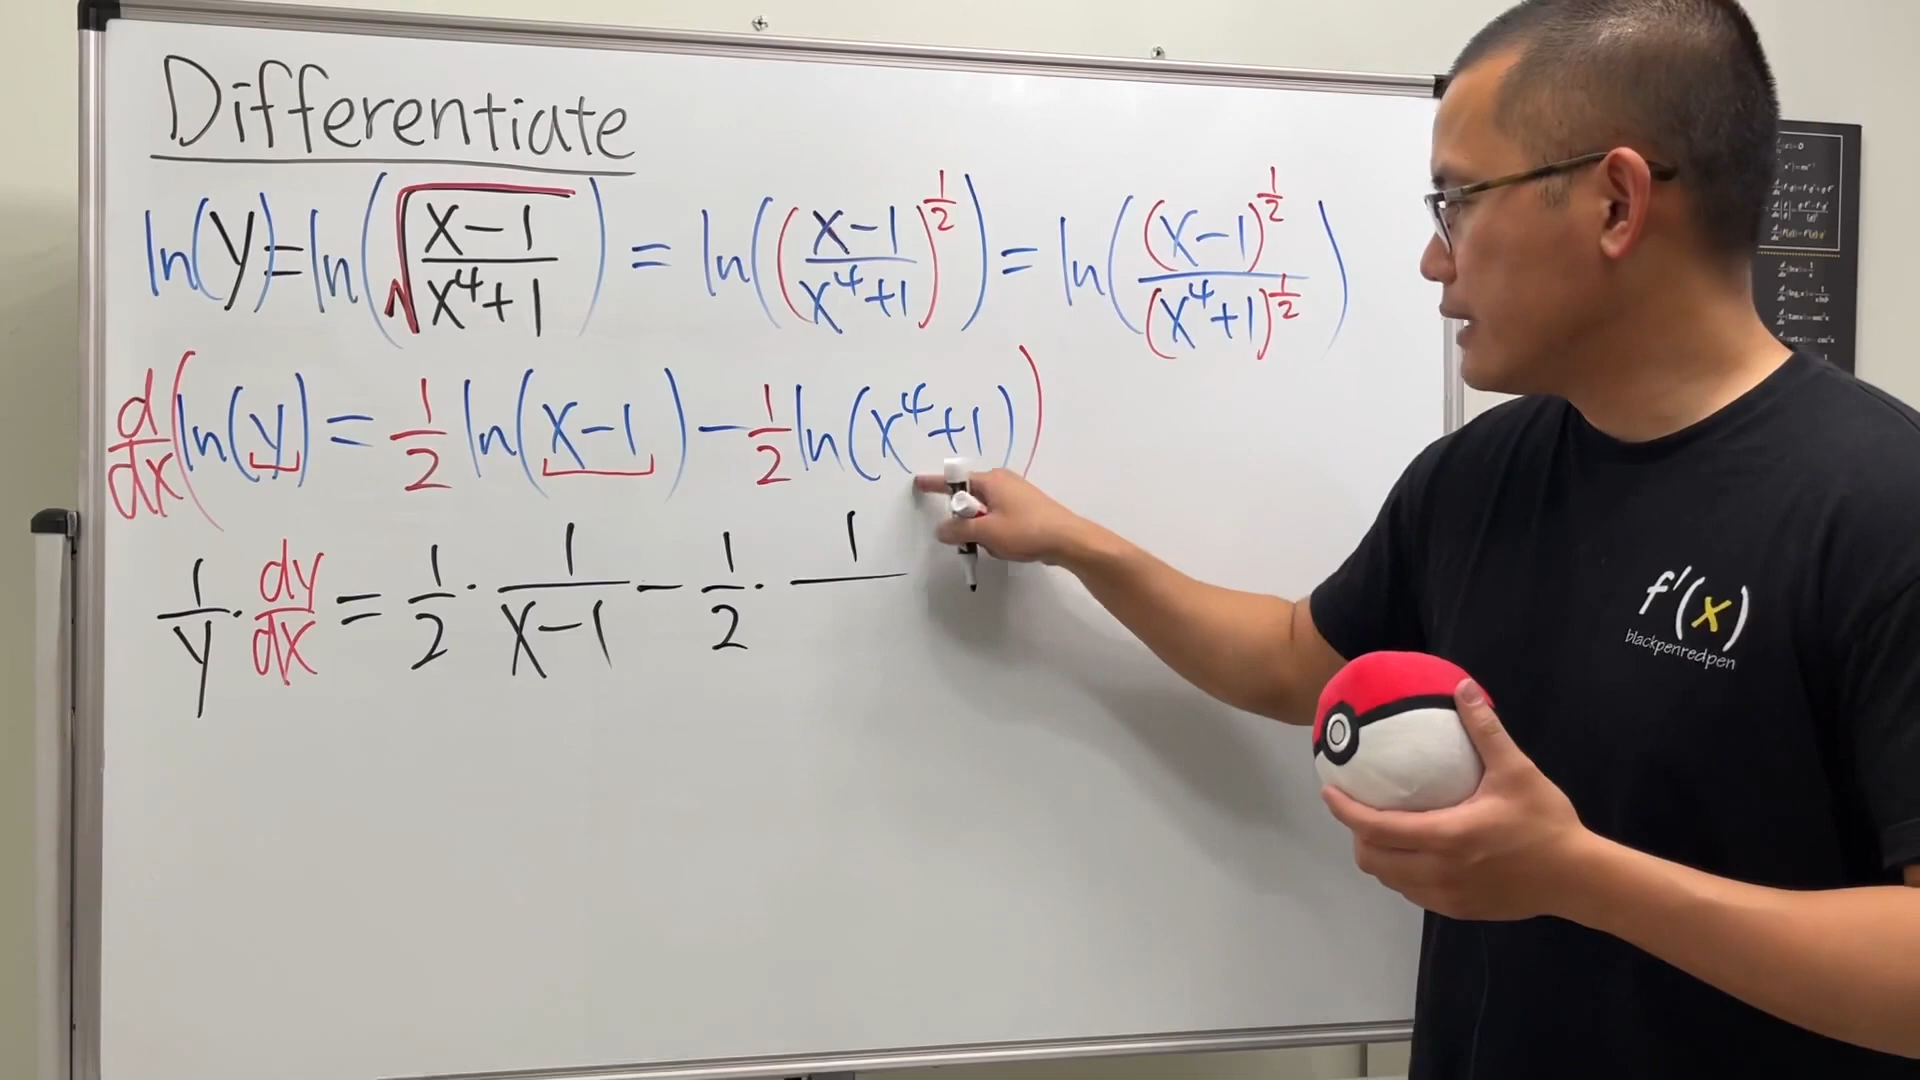 Differentiate
ln(y)=ln(√((x-1)/(x⁴+1))) = ln(((x-1)/(x⁴+1))^(1/2)) = ln((x-1)^(1/2)/(x⁴+1)^(1/2))
d/dx(ln(y) = 1/2 ln(x-1) - 1/2 ln(x⁴+1))
1/y · dy/dx = 1/2 · 1/(x-1) - 1/2 · 1/
f'(x)
blackpenredpen